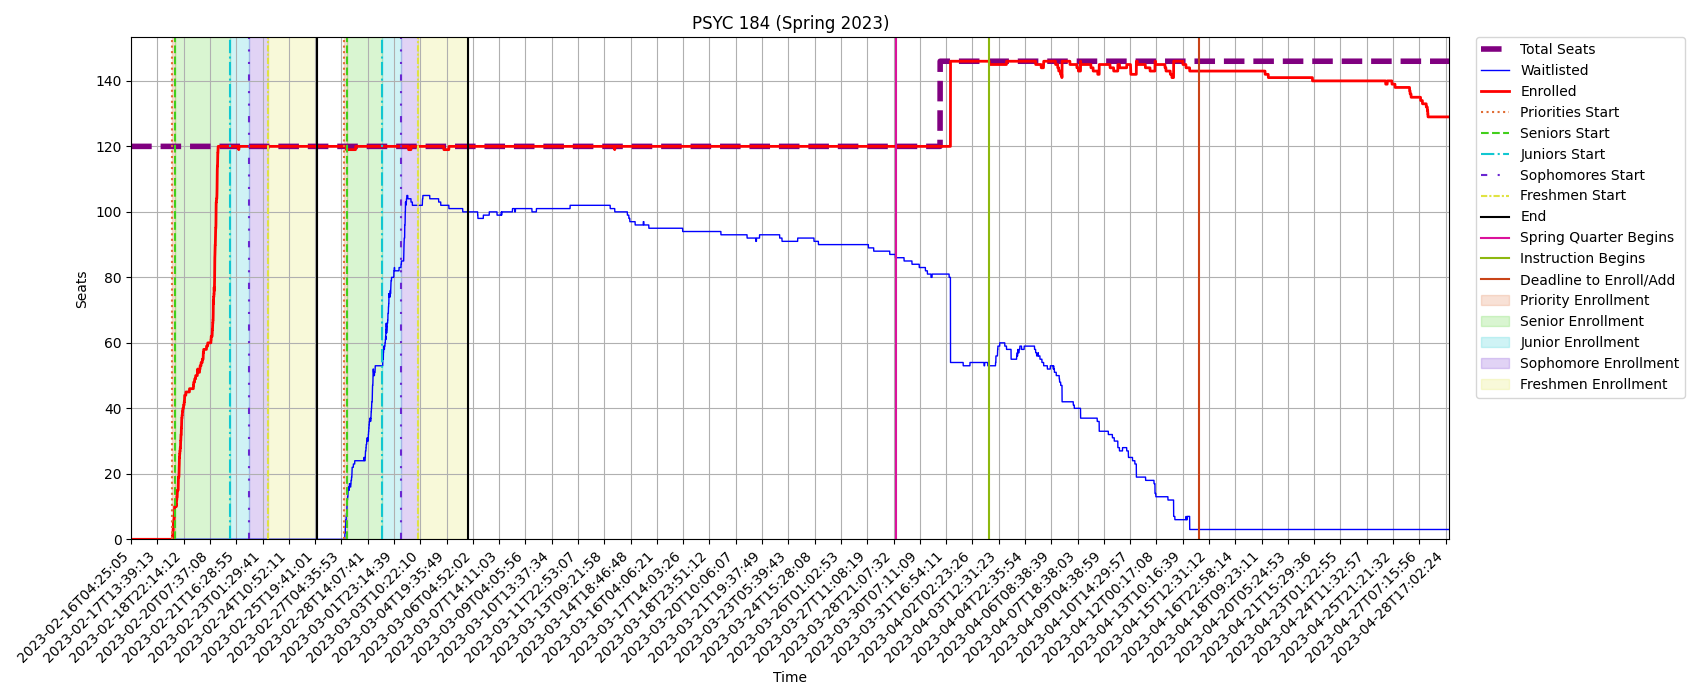 PSYC 184 (Spring 2023)
Seats
140
120
100
80
60
40
20
0
2023-02-16T04:25:05
2023-02-17T13:39:13
2023-02-18T22:14:12
2023-02-20T07:37:08
2023-02-21T16:28:55
2023-02-23T01:29:41
2023-02-24T10:52:11
2023-02-25T19:41:01
2023-02-27T04:35:53
2023-02-28T14:07:41
2023-03-01T23:14:39
2023-03-03T10:22:10
2023-03-04T19:35:49
2023-03-06T04:52:02
2023-03-07T14:11:03
2023-03-09T04:05:56
2023-03-10T13:37:34
2023-03-11T22:53:07
2023-03-13T09:21:58
2023-03-14T18:46:48
2023-03-16T04:06:21
2023-03-17T14:03:26
2023-03-18T23:51:12
2023-03-20T10:06:07
2023-03-21T19:37:49
2023-03-23T05:39:43
2023-03-24T15:28:08
2023-03-26T01:02:53
2023-03-27T11:08:19
2023-03-28T21:07:32
2023-03-30T07:11:09
2023-03-31T16:54:11
2023-04-02T02:23:26
2023-04-03T12:31:23
2023-04-04T22:35:54
2023-04-06T08:38:39
2023-04-07T18:38:03
2023-04-09T04:38:59
2023-04-10T14:29:57
2023-04-12T00:17:08
2023-04-13T10:16:39
2023-04-15T12:31:12
2023-04-16T22:58:14
2023-04-18T09:23:11
2023-04-20T05:24:53
2023-04-21T15:29:36
2023-04-23T01:22:55
2023-04-24T11:32:57
2023-04-25T21:21:32
2023-04-27T07:15:56
2023-04-28T17:02:24
Time
Total Seats
Waitlisted
Enrolled
Priorities Start
Seniors Start
Juniors Start
Sophomores Start
Freshmen Start
End
Spring Quarter Begins
Instruction Begins
Deadline to Enroll/Add
Priority Enrollment
Senior Enrollment
Junior Enrollment
Sophomore Enrollment
Freshmen Enrollment